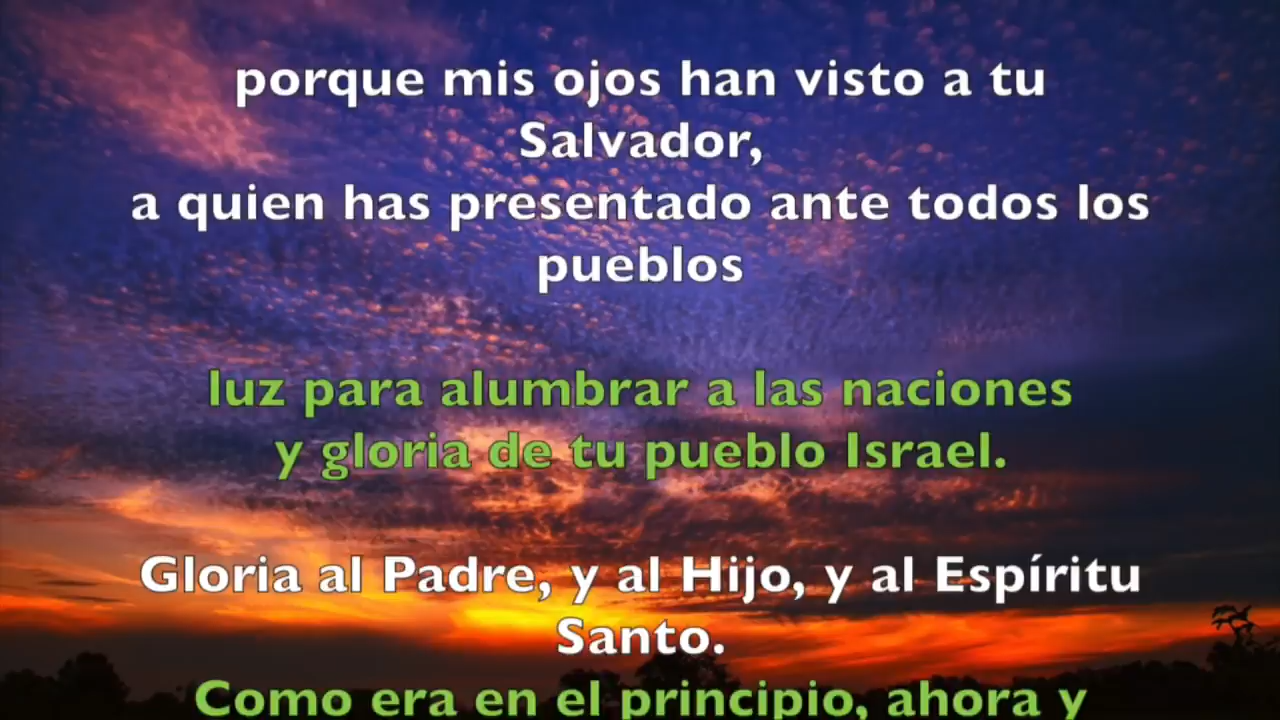 porque mis ojos han visto a tu
Salvador,
a quien has presentado ante todos los
pueblos
luz para alumbrar a las naciones
y gloria de tu pueblo Israel.
Gloria al Padre, y al Hijo, y al Espíritu
Santo.
Como era en el principio, ahora y